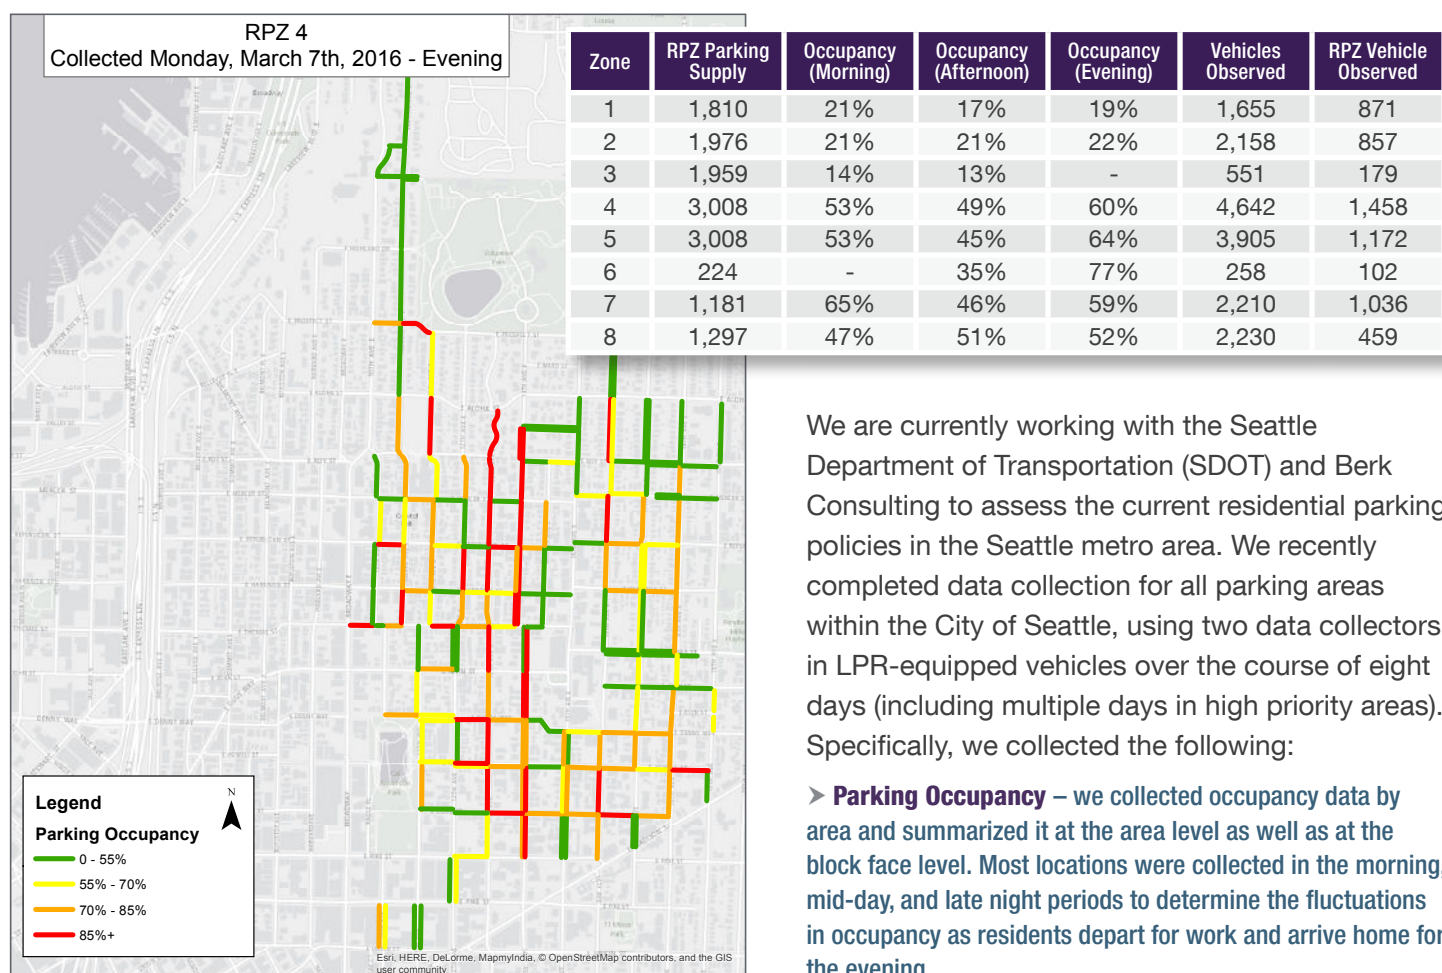 RPZ 4
Collected Monday, March 7th, 2016 - Evening
Zone RPZ Parking Supply Occupancy (Morning) Occupancy (Afternoon) Occupancy (Evening) Vehicles Observed RPZ Vehicle Observed
1 1,810 21% 17% 19% 1,655 871
2 1,976 21% 21% 22% 2,158 857
3 1,959 14% 13% - 551 179
4 3,008 53% 49% 60% 4,642 1,458
5 3,008 53% 45% 64% 3,905 1,172
6 224 - 35% 77% 258 102
7 1,181 65% 46% 59% 2,210 1,036
8 1,297 47% 51% 52% 2,230 459
Legend
Parking Occupancy
0 - 55%
55% - 70%
70% - 85%
85%+
N
Esri, HERE, DeLorme, MapmyIndia, © OpenStreetMap contributors, and the GIS
user community
We are currently working with the Seattle
Department of Transportation (SDOT) and Berk
Consulting to assess the current residential parking
policies in the Seattle metro area. We recently
completed data collection for all parking areas
within the City of Seattle, using two data collectors
in LPR-equipped vehicles over the course of eight
days (including multiple days in high priority areas).
Specifically, we collected the following:
➤ Parking Occupancy – we collected occupancy data by
area and summarized it at the area level as well as at the
block face level. Most locations were collected in the morning,
mid-day, and late night periods to determine the fluctuations
in occupancy as residents depart for work and arrive home for
the evening.